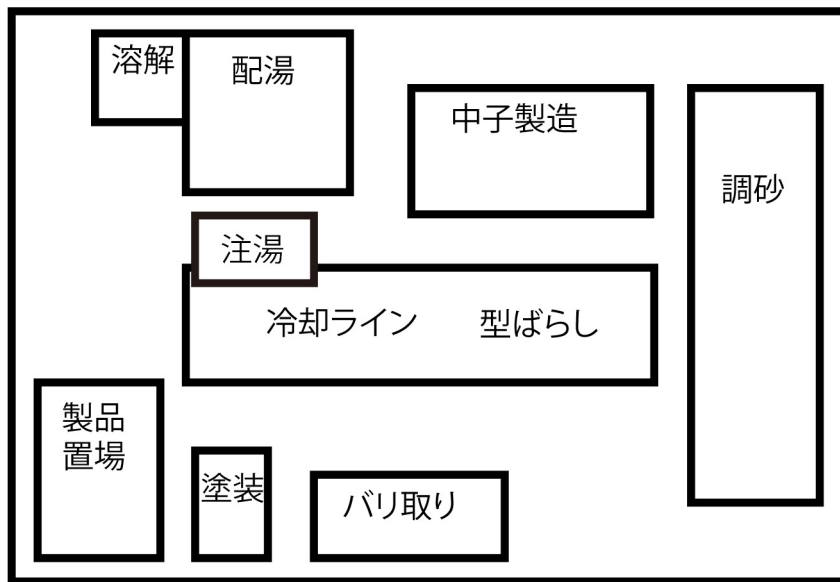 溶解
配湯
中子製造
調砂
注湯
冷却ライン
型ばらし
製品
置場
塗装
バリ取り